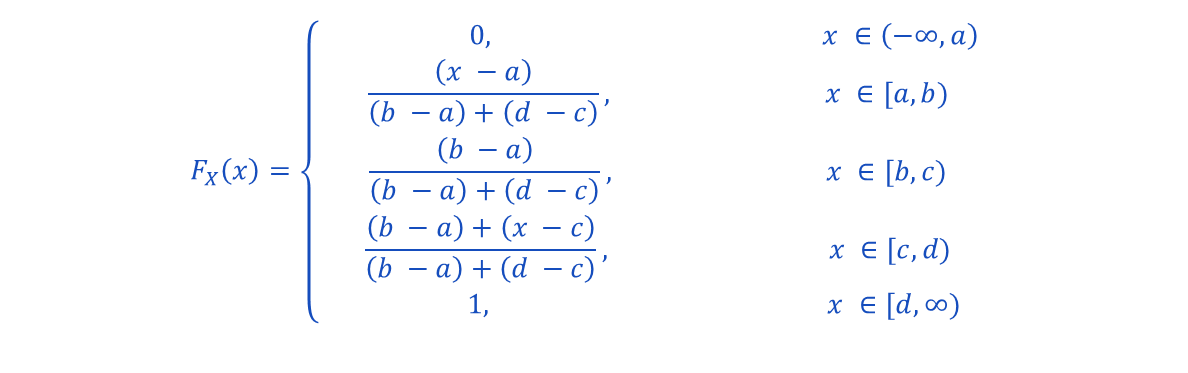 F_X(x) = {
0, x ∈ (−∞, a)
(x − a) / ((b − a) + (d − c)), x ∈ [a, b)
(b − a) / ((b − a) + (d − c)), x ∈ [b, c)
((b − a) + (x − c)) / ((b − a) + (d − c)), x ∈ [c, d)
1, x ∈ [d, ∞)